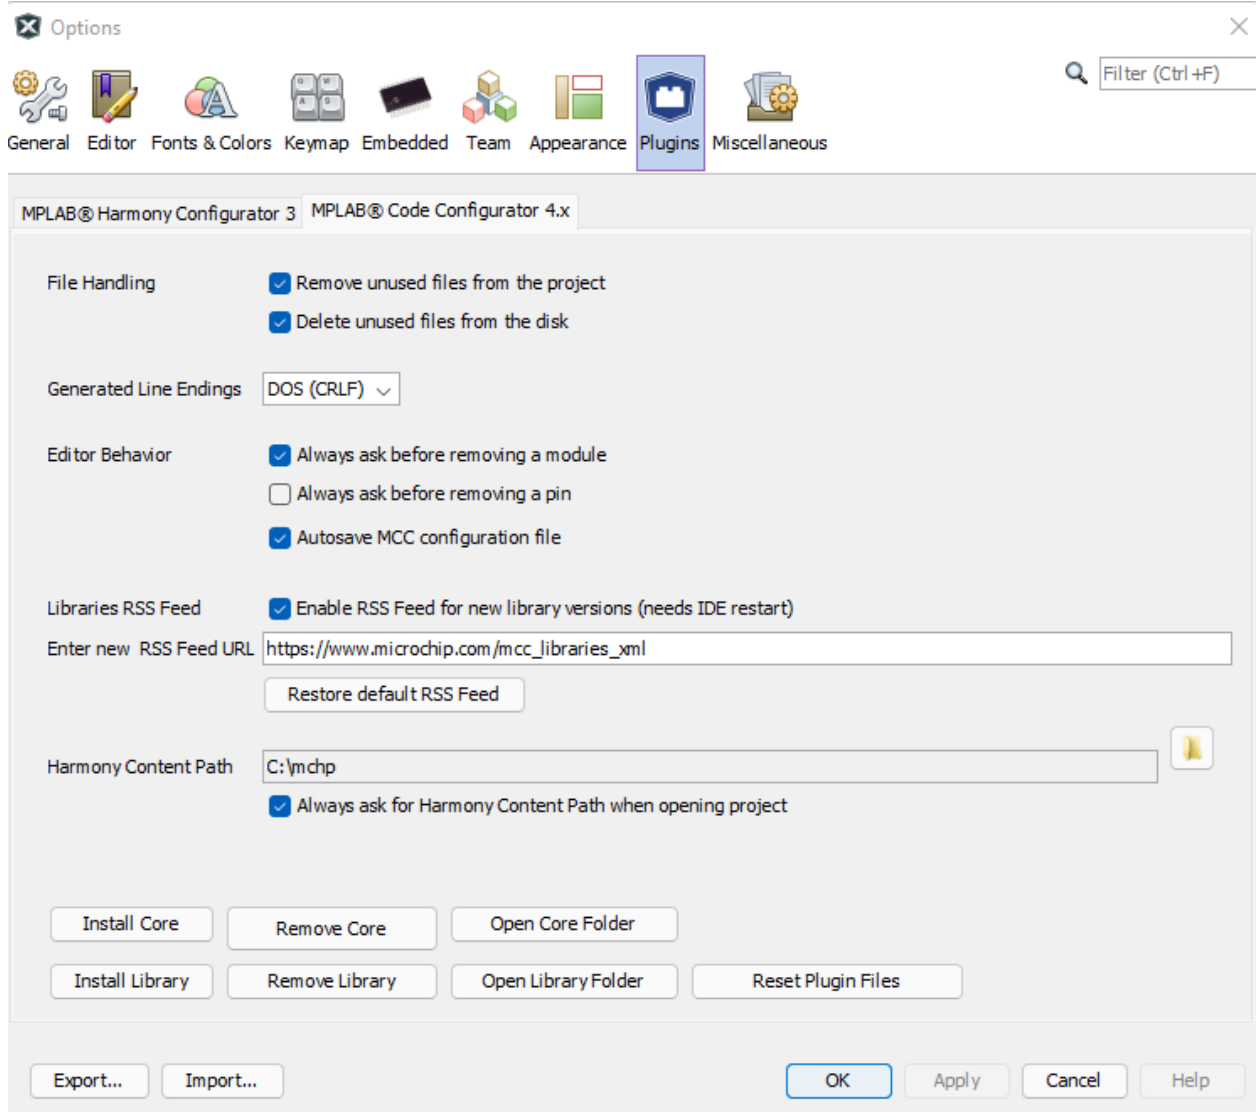 Options
Filter (Ctrl+F)
General Editor Fonts & Colors Keymap Embedded Team Appearance Plugins Miscellaneous
MPLAB® Harmony Configurator 3 MPLAB® Code Configurator 4.x
File Handling Remove unused files from the project
Delete unused files from the disk
Generated Line Endings DOS (CRLF)
Editor Behavior Always ask before removing a module
Always ask before removing a pin
Autosave MCC configuration file
Libraries RSS Feed Enable RSS Feed for new library versions (needs IDE restart)
Enter new RSS Feed URL https://www.microchip.com/mcc_libraries_xml
Restore default RSS Feed
Harmony Content Path C:\mchp
Always ask for Harmony Content Path when opening project
Install Core Remove Core Open Core Folder
Install Library Remove Library Open Library Folder Reset Plugin Files
Export... Import... OK Apply Cancel Help